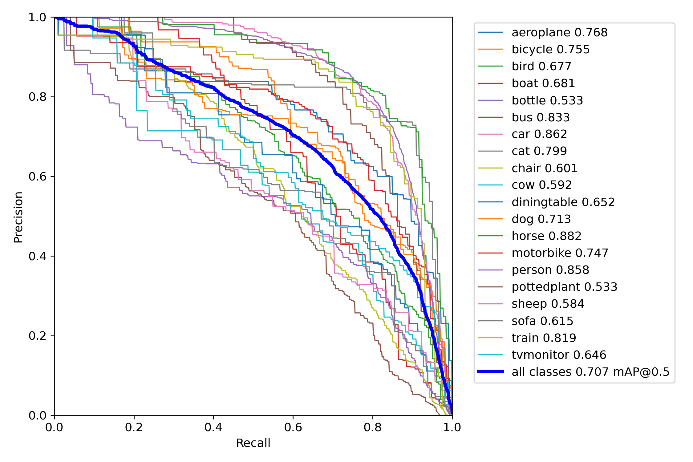 1.0
0.8
0.6
0.4
0.2
0.0
Precision
0.0 0.2 0.4 0.6 0.8 1.0
Recall
aeroplane 0.768
bicycle 0.755
bird 0.677
boat 0.681
bottle 0.533
bus 0.833
car 0.862
cat 0.799
chair 0.601
cow 0.592
diningtable 0.652
dog 0.713
horse 0.882
motorbike 0.747
person 0.858
pottedplant 0.533
sheep 0.584
sofa 0.615
train 0.819
tvmonitor 0.646
all classes 0.707 mAP@0.5